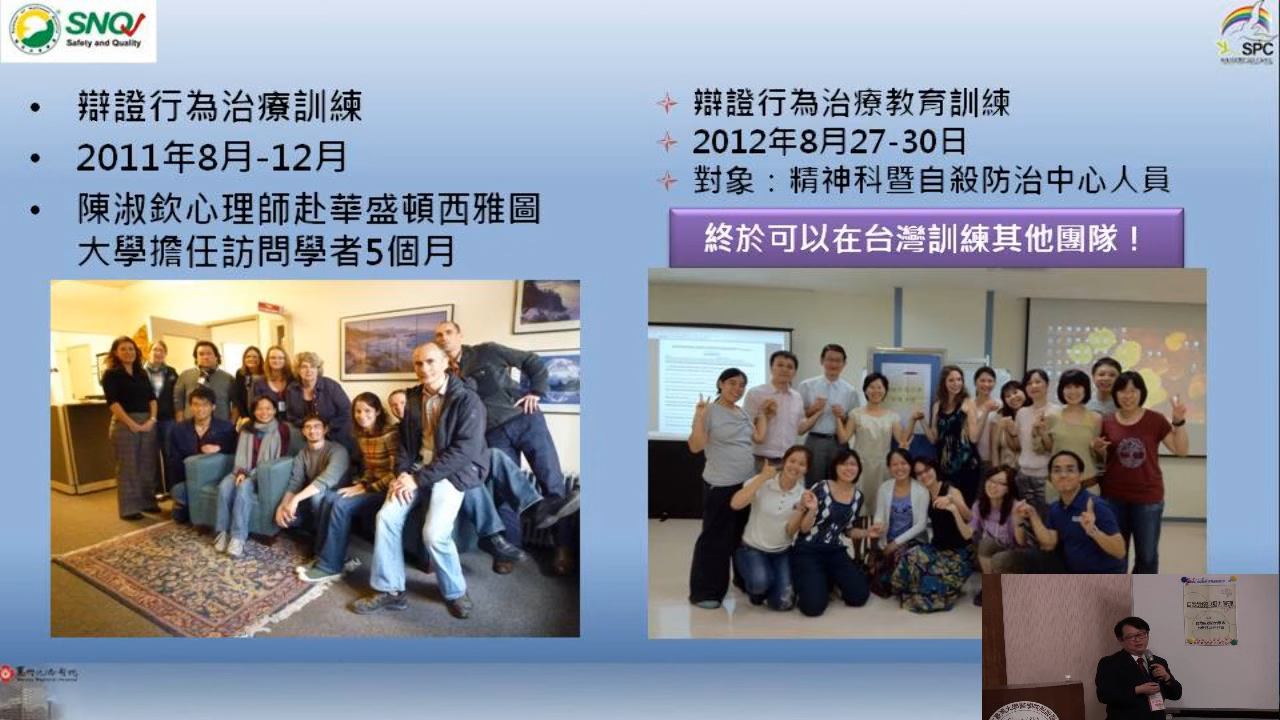 SNQ
Safety and Quality
SPC
辯證行為治療訓練
2011年8月-12月
陳淑欽心理師赴華盛頓西雅圖
大學擔任訪問學者5個月
辯證行為治療教育訓練
2012年8月27-30日
對象：精神科暨自殺防治中心人員
終於可以在台灣訓練其他團隊！